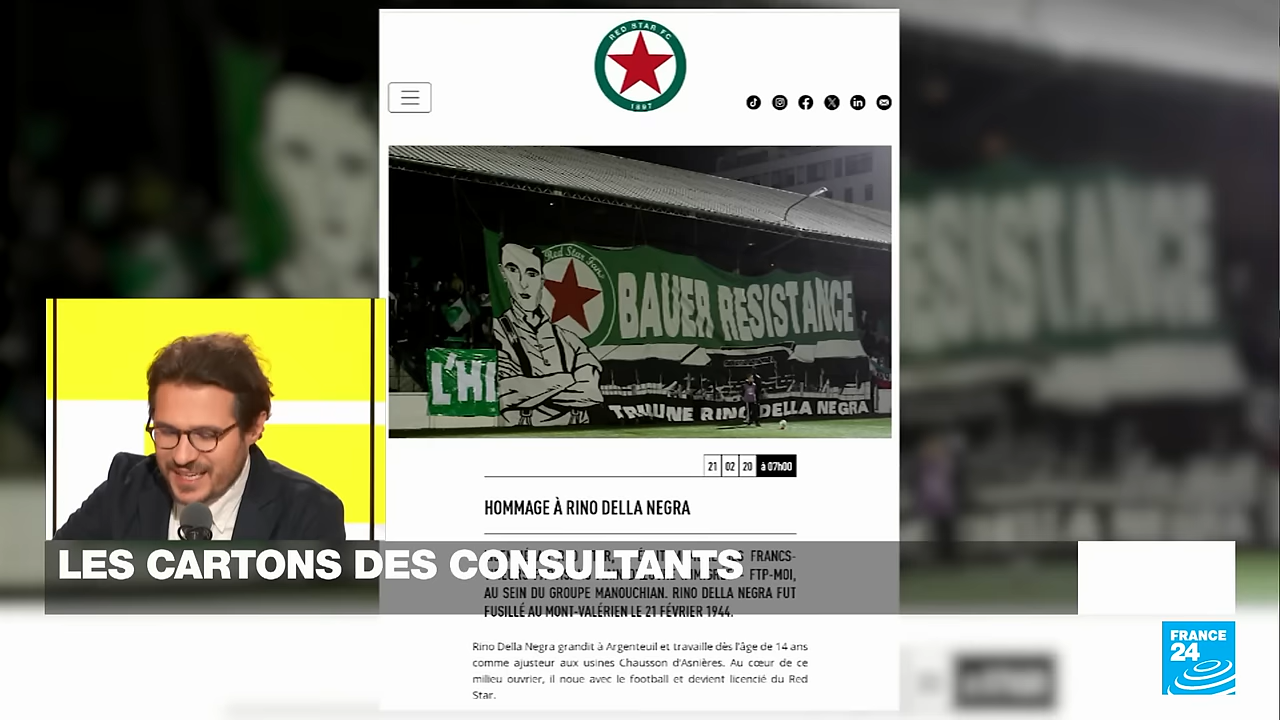 RED STAR FC
1897
Red Star Fans
BAUER RESISTANCE
L'HI
TRIBUNE RINO DELLA NEGRA
21 02 20 à 07h00
HOMMAGE À RINO DELLA NEGRA
FRANCS-
FTP-MOI,
AU SEIN DU GROUPE MANOUCHIAN. RINO DELLA NEGRA FUT
FUSILLÉ AU MONT-VALÉRIEN LE 21 FÉVRIER 1944.
Rino Della Negra grandit à Argenteuil et travaille dès l'âge de 14 ans
comme ajusteur aux usines Chausson d'Asnières. Au cœur de ce
milieu ouvrier, il noue avec le football et devient licencié du Red
Star.
LES CARTONS DES CONSULTANTS
FRANCE
24
RESISTANCE